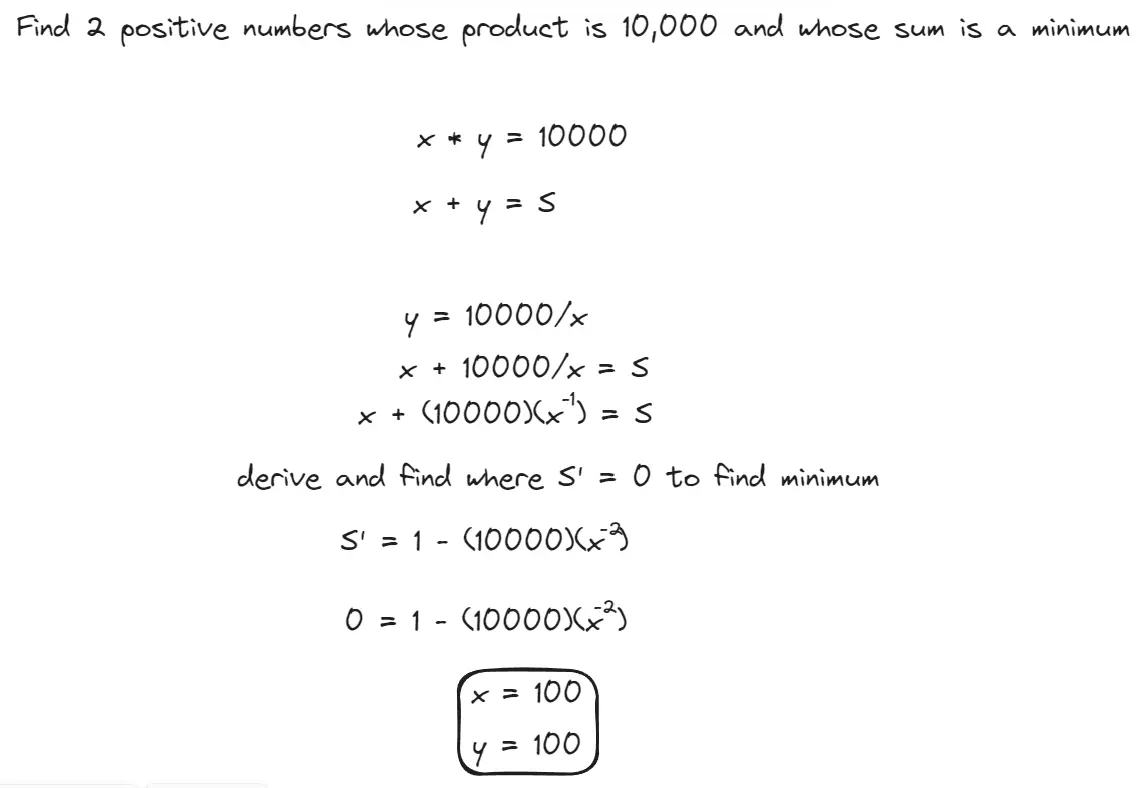 Find 2 positive numbers whose product is 10,000 and whose sum is a minimum
x * y = 10000
x + y = S
y = 10000/x
x + 10000/x = S
x + (10000)(x⁻¹) = S
derive and find where S' = 0 to find minimum
S' = 1 - (10000)(x⁻²)
0 = 1 - (10000)(x⁻²)
x = 100
y = 100